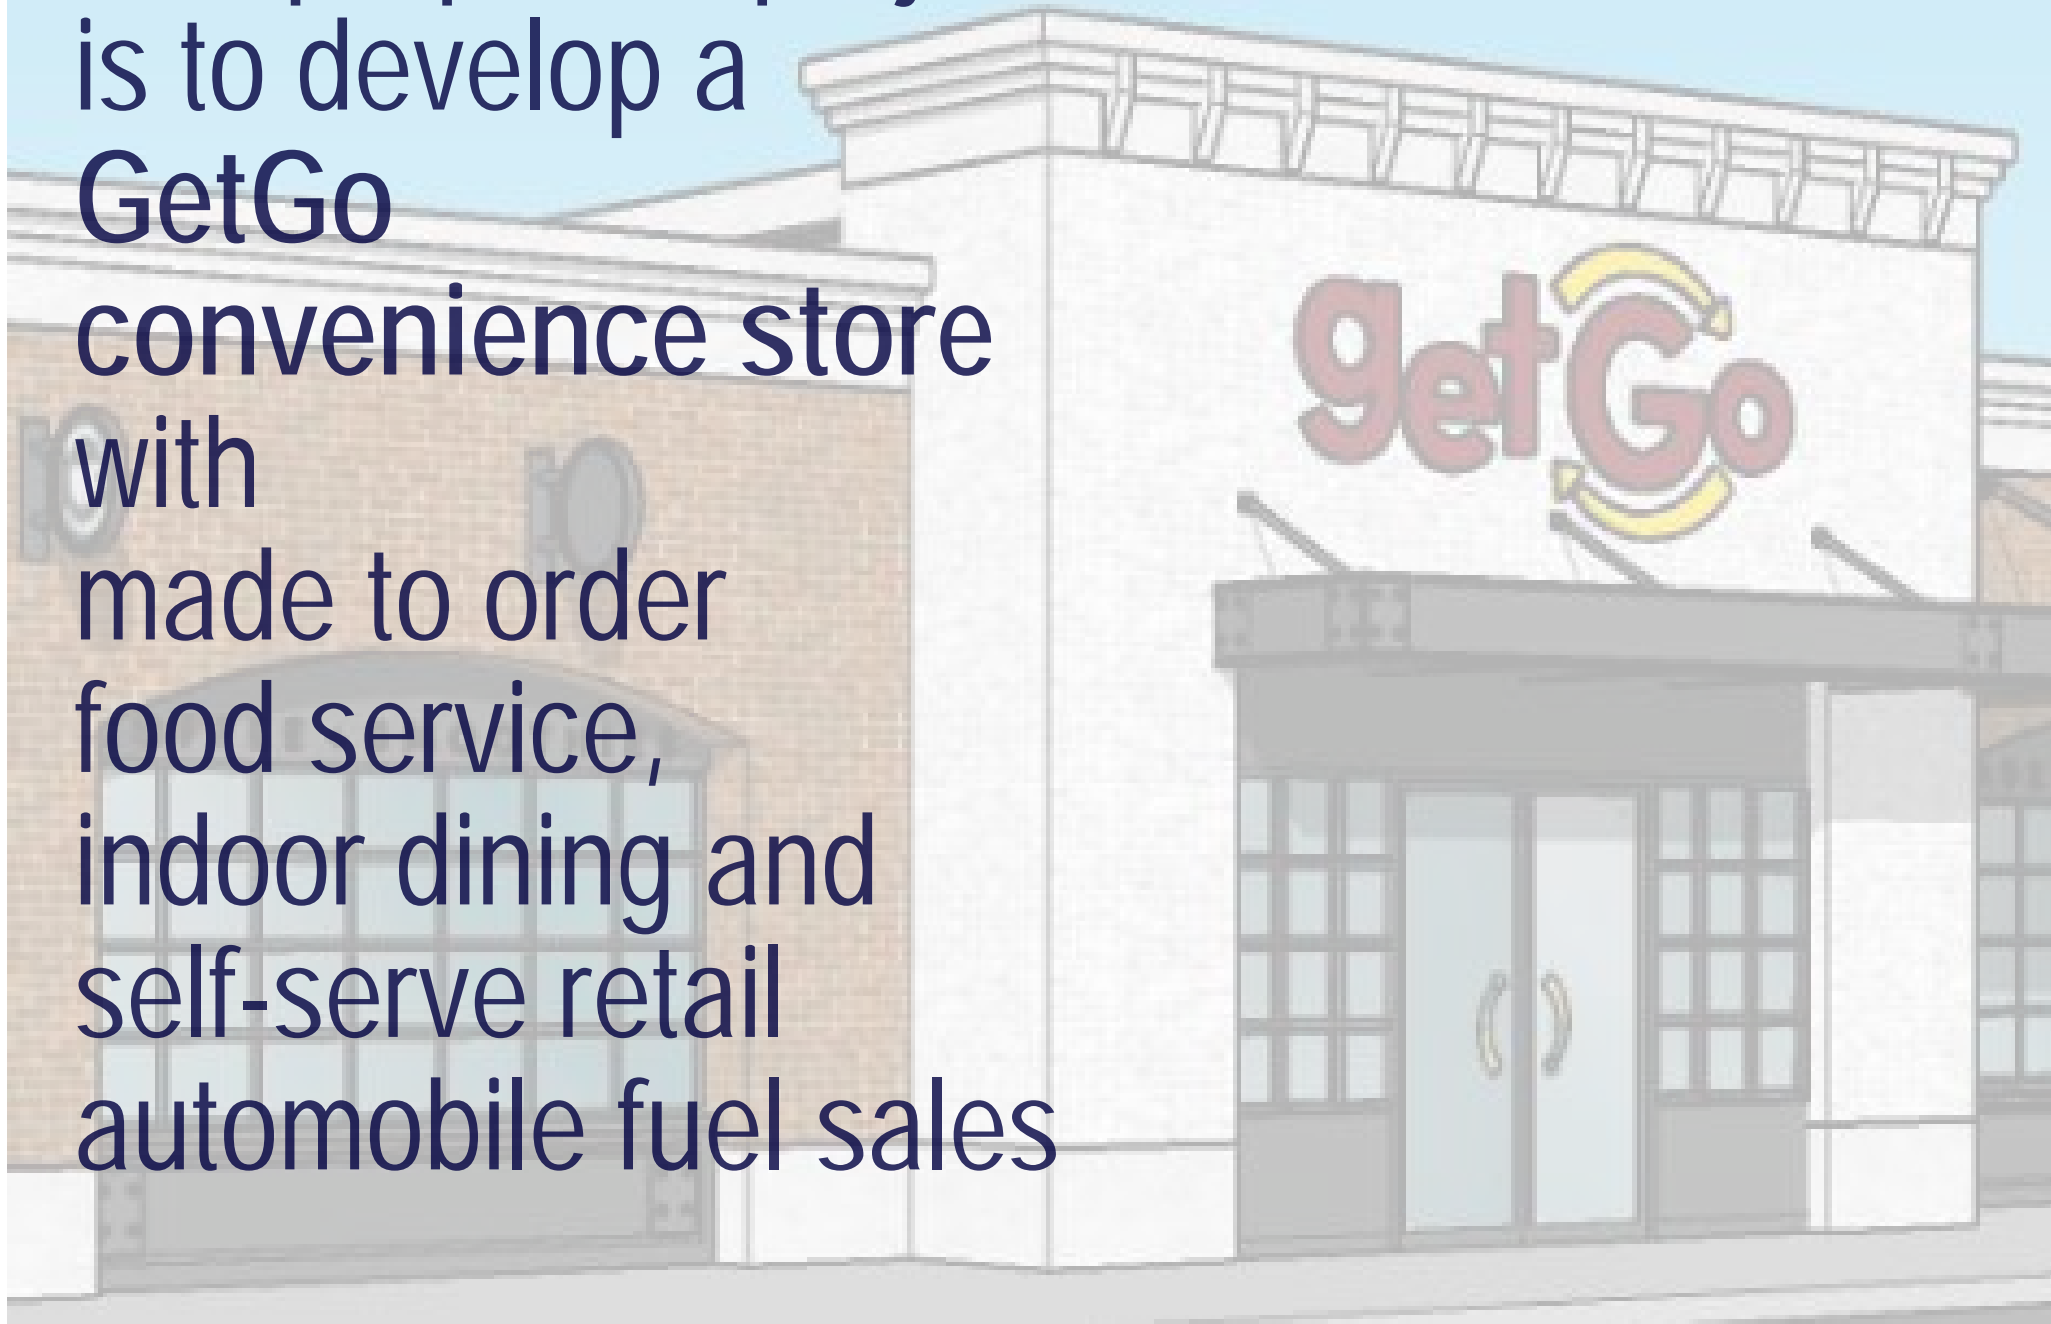 is to develop a
GetGo
convenience store
with
made to order
food service,
indoor dining and
self-serve retail
automobile fuel sales
getGo